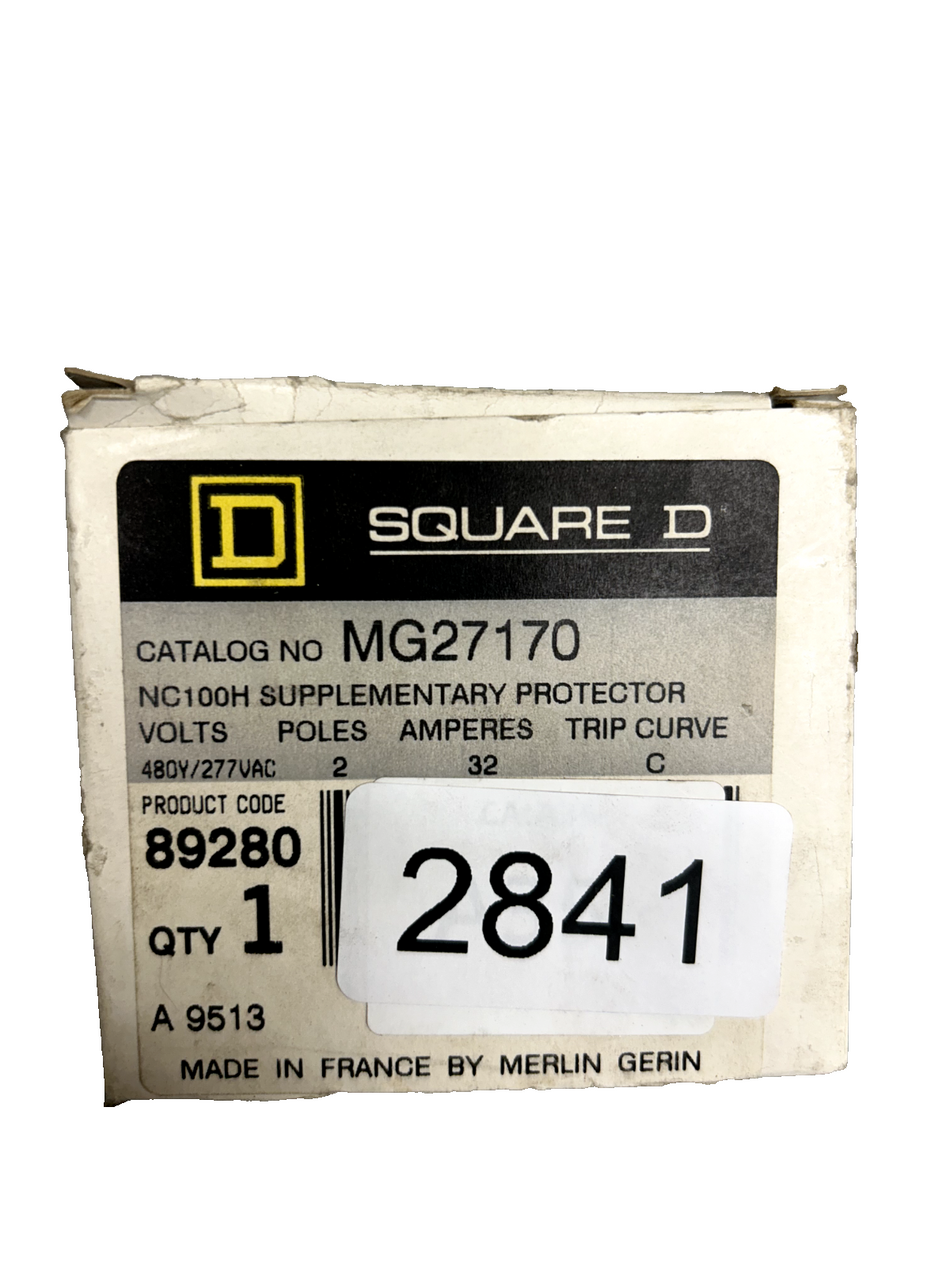 D SQUARE D
CATALOG NO MG27170
NC100H SUPPLEMENTARY PROTECTOR
VOLTS POLES AMPERES TRIP CURVE
480Y/277VAC 2 32 C
PRODUCT CODE
89280
QTY 1
2841
A 9513
MADE IN FRANCE BY MERLIN GERIN